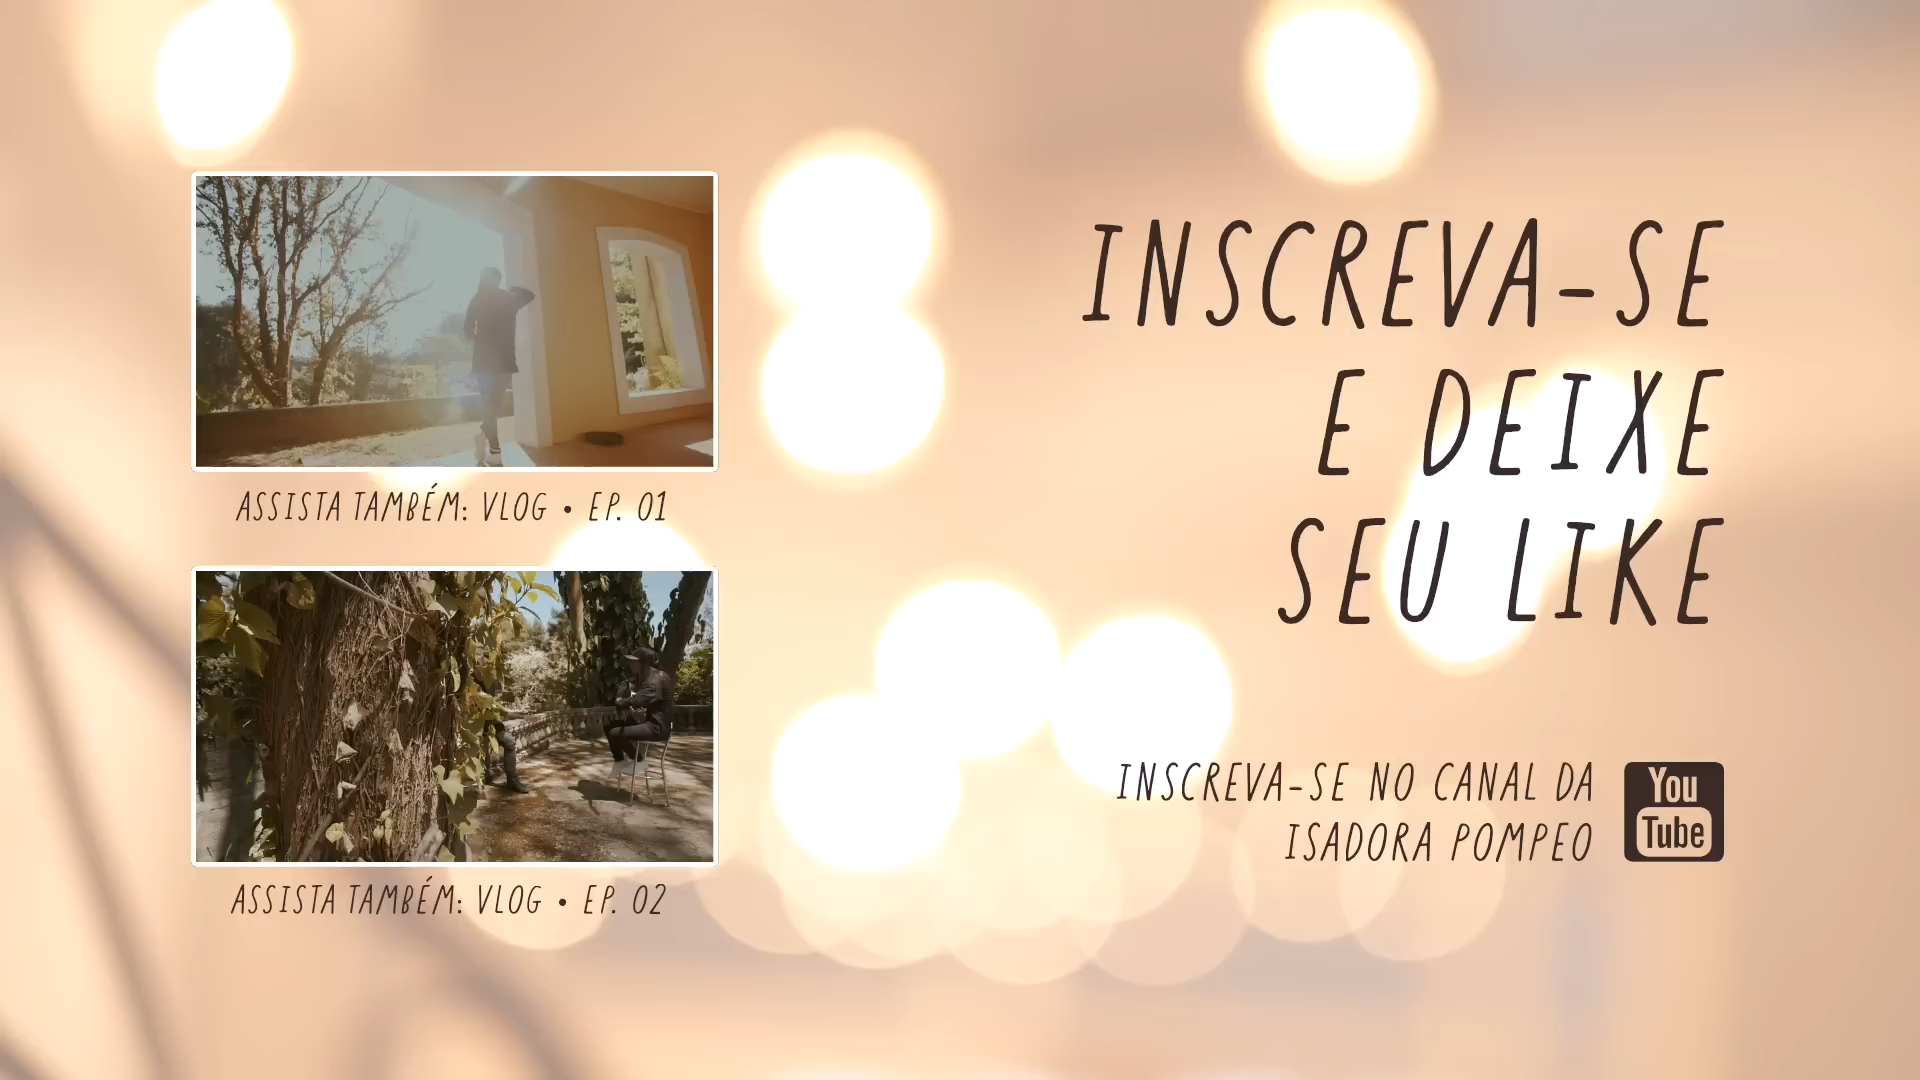 ASSISTA TAMBÉM: VLOG • EP. 01
ASSISTA TAMBÉM: VLOG • EP. 02
INSCREVA-SE
E DEIXE
SEU LIKE
INSCREVA-SE NO CANAL DA
ISADORA POMPEO
You
Tube